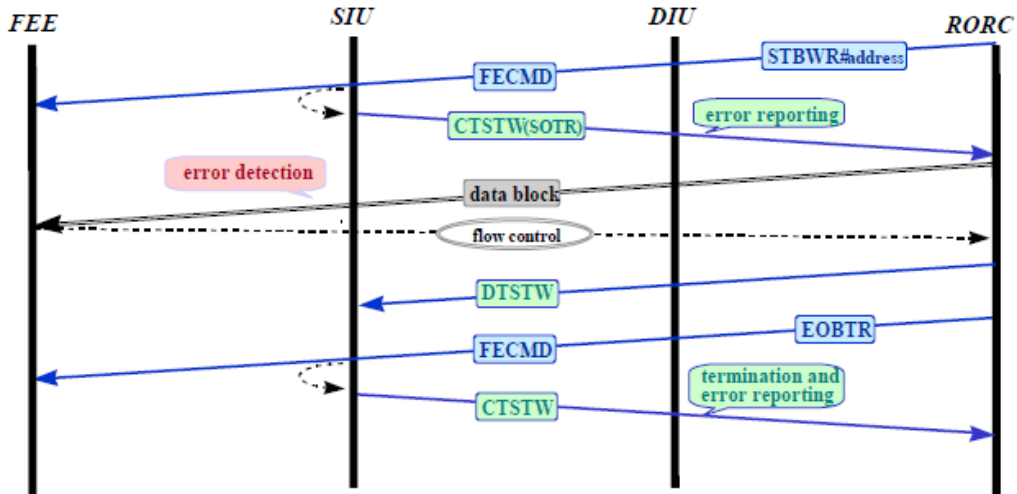 FEE
SIU
DIU
RORC
STBWR#address
FECMD
CTSTW(SOTR)
error reporting
error detection
data block
flow control
DTSTW
EOBTR
FECMD
termination and
error reporting
CTSTW